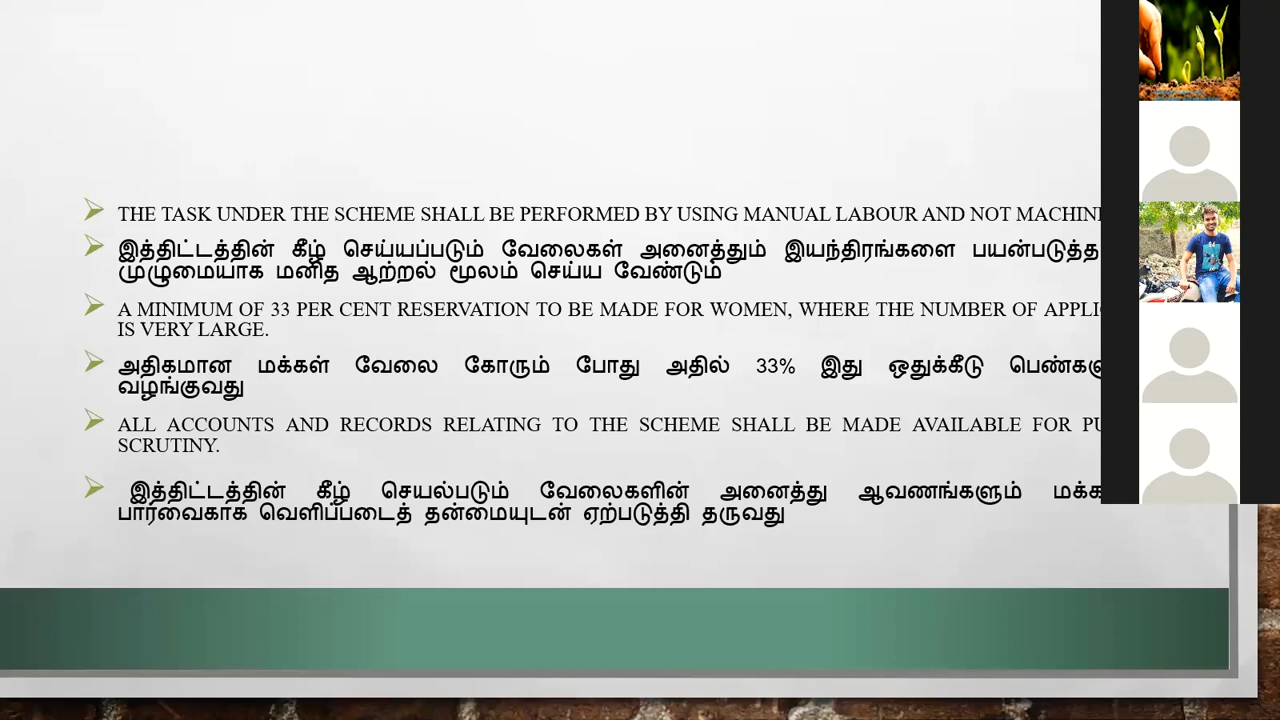 THE TASK UNDER THE SCHEME SHALL BE PERFORMED BY USING MANUAL LABOUR AND NOT
இத்திட்டத்தின் கீழ் செய்யப்படும் வேலைகள் அனைத்தும் இயந்திரங்களை
முழுமையாக மனித ஆற்றல் மூலம் செய்ய வேண்டும்
A MINIMUM OF 33 PER CENT RESERVATION TO BE MADE FOR WOMEN, WHERE THE NUMBER OF
IS VERY LARGE.
அதிகமான மக்கள் வேலை கோரும் போது அதில் 33% இது ஒதுக்கீடு
வழங்குவது
ALL ACCOUNTS AND RECORDS RELATING TO THE SCHEME SHALL BE MADE AVAILABLE FOR
SCRUTINY.
இத்திட்டத்தின் கீழ் செயல்படும் வேலைகளின் அனைத்து ஆவணங்களும்
பார்வைகாக வெளிப்படைத் தன்மையுடன் ஏற்படுத்தி தருவது